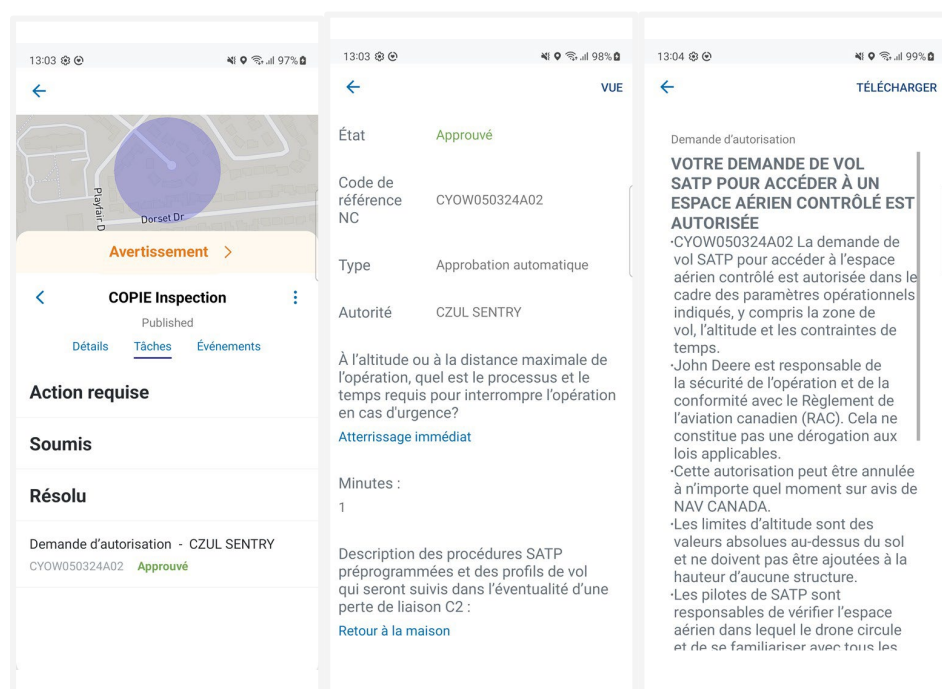 13:03
97%
Playfair D
Dorset Dr.
Avertissement
COPIE Inspection
Published
Détails Tâches Événements
Action requise
Soumis
Résolu
Demande d'autorisation - CZUL SENTRY
CYOW050324A02 Approuvé
13:03
98%
VUE
État Approuvé
Code de
référence
NC
CYOW050324A02
Type Approbation automatique
Autorité CZUL SENTRY
À l'altitude ou à la distance maximale de
l'opération, quel est le processus et le
temps requis pour interrompre l'opération
en cas d'urgence?
Atterrissage immédiat
Minutes :
1
Description des procédures SATP
préprogrammées et des profils de vol
qui seront suivis dans l'éventualité d'une
perte de liaison C2 :
Retour à la maison
13:04
99%
TÉLÉCHARGER
Demande d'autorisation
VOTRE DEMANDE DE VOL
SATP POUR ACCÉDER À UN
ESPACE AÉRIEN CONTRÔLÉ EST
AUTORISÉE
·CYOW050324A02 La demande de
vol SATP pour accéder à l'espace
aérien contrôlé est autorisée dans le
cadre des paramètres opérationnels
indiqués, y compris la zone de
vol, l'altitude et les contraintes de
temps.
·John Deere est responsable de
la sécurité de l'opération et de la
conformité avec le Règlement de
l'aviation canadien (RAC). Cela ne
constitue pas une dérogation aux
lois applicables.
·Cette autorisation peut être annulée
à n'importe quel moment sur avis de
NAV CANADA.
·Les limites d'altitude sont des
valeurs absolues au-dessus du sol
et ne doivent pas être ajoutées à la
hauteur d'aucune structure.
·Les pilotes de SATP sont
responsables de vérifier l'espace
aérien dans lequel le drone circule
et de se familiariser avec tous les